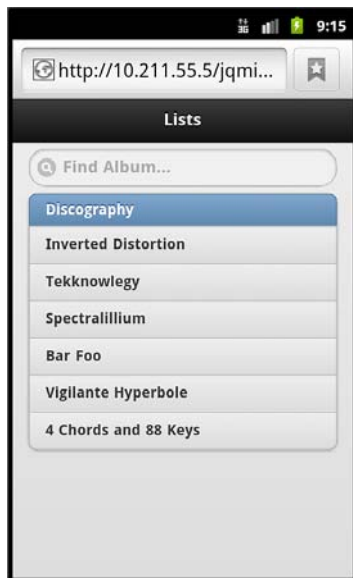 3G 9:15
http://10.211.55.5/jqmi...
Lists
Find Album...
Discography
Inverted Distortion
Tekknowlegy
Spectralillium
Bar Foo
Vigilante Hyperbole
4 Chords and 88 Keys